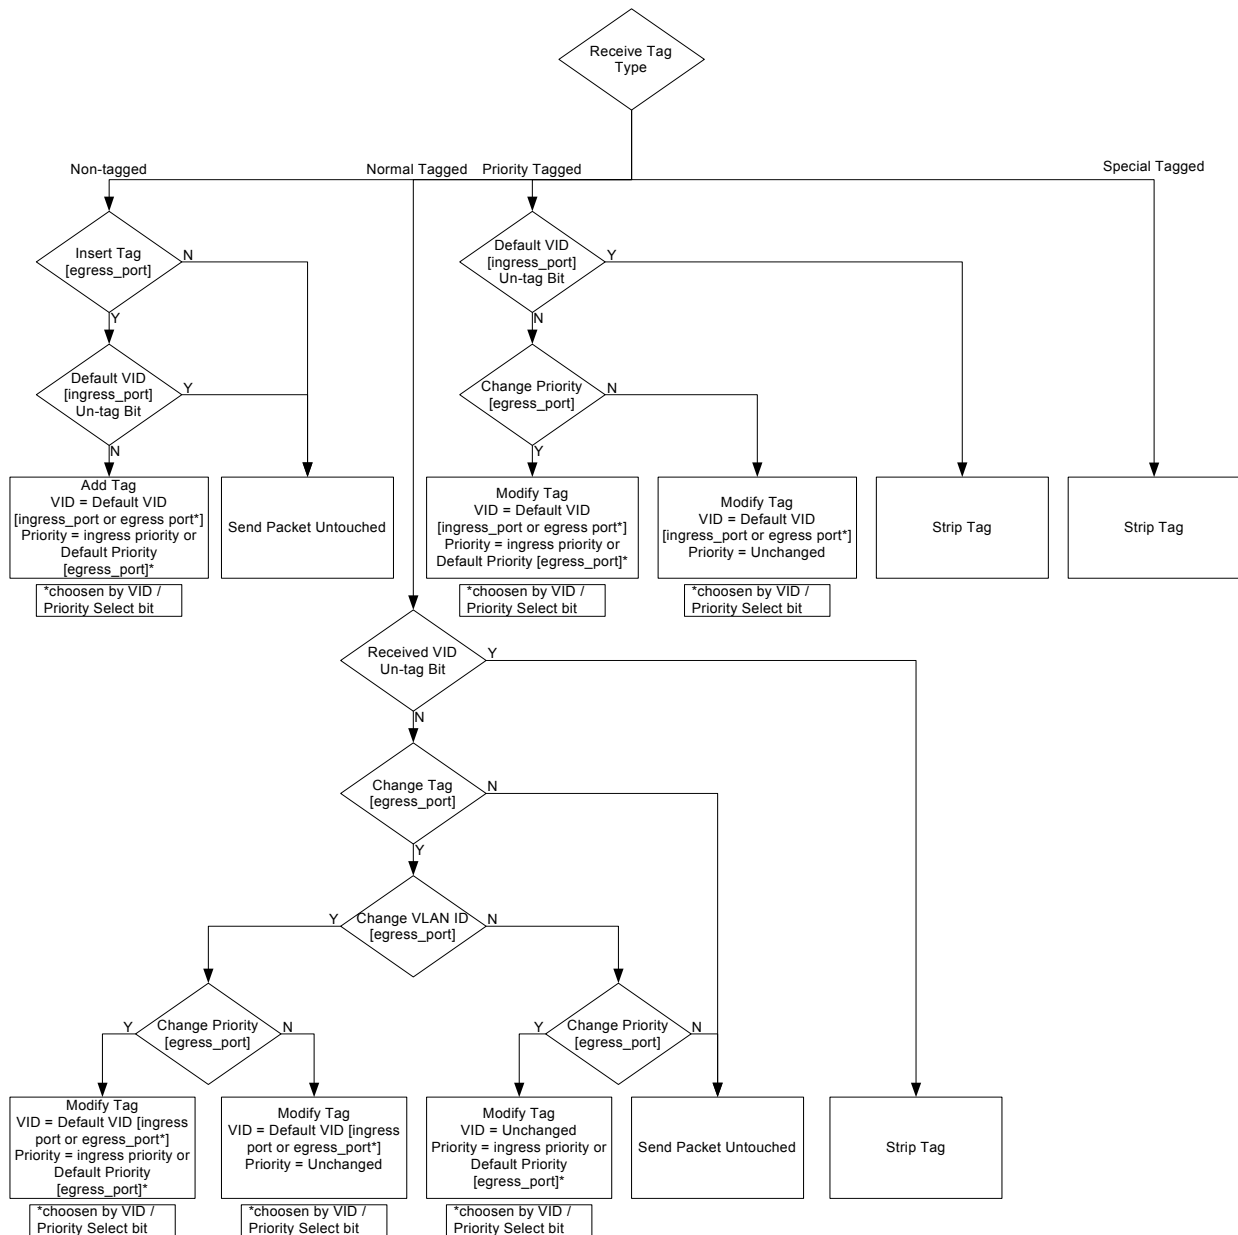 Receive Tag
Type
Non-tagged
Normal Tagged
Priority Tagged
Special Tagged
Insert Tag
[egress_port]
N
Y
Default VID
[ingress_port]
Un-tag Bit
Y
N
Default VID
[ingress_port]
Un-tag Bit
Y
N
Change Priority
[egress_port]
N
Y
Add Tag
VID = Default VID
[ingress_port or egress port*]
Priority = ingress priority or
Default Priority
[egress_port]*
*choosen by VID /
Priority Select bit
Send Packet Untouched
Modify Tag
VID = Default VID
[ingress_port or egress port*]
Priority = ingress priority or
Default Priority [egress_port]*
*choosen by VID /
Priority Select bit
Modify Tag
VID = Default VID
[ingress_port or egress port*]
Priority = Unchanged
*choosen by VID /
Priority Select bit
Strip Tag
Strip Tag
Received VID
Un-tag Bit
Y
N
Change Tag
[egress_port]
N
Y
Change VLAN ID
[egress_port]
Y
N
Change Priority
[egress_port]
Y
N
Change Priority
[egress_port]
Y
N
Modify Tag
VID = Default VID [ingress
port or egress_port*]
Priority = ingress priority or
Default Priority
[egress_port]*
*choosen by VID /
Priority Select bit
Modify Tag
VID = Default VID [ingress
port or egress_port*]
Priority = Unchanged
*choosen by VID /
Priority Select bit
Modify Tag
VID = Unchanged
Priority = ingress priority or
Default Priority
[egress_port]*
*choosen by VID /
Priority Select bit
Send Packet Untouched
Strip Tag